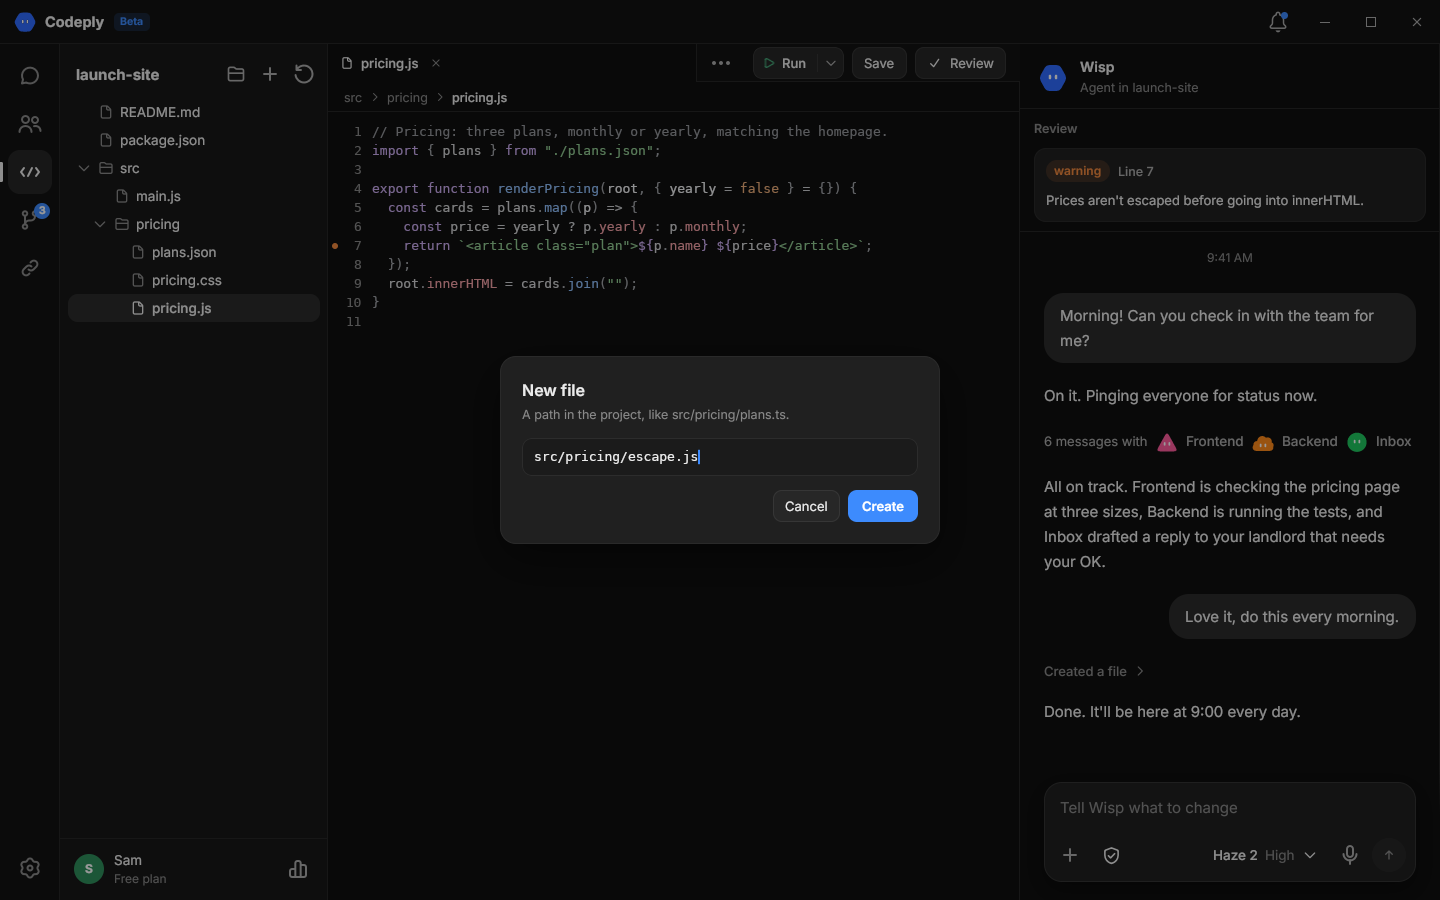 Codeply Beta
launch-site
README.md
package.json
src
main.js
pricing
plans.json
pricing.css
pricing.js
3
S
Sam
Free plan
pricing.js
Run
Save
Review
src > pricing > pricing.js
1 // Pricing: three plans, monthly or yearly, matching the homepage.
2 import { plans } from "./plans.json";
3
4 export function renderPricing(root, { yearly = false } = {}) {
5 const cards = plans.map((p) => {
6 const price = yearly ? p.yearly : p.monthly;
7 return `<article class="plan">${p.name} ${price}</article>`;
8 });
9 root.innerHTML = cards.join("");
10 }
11
New file
A path in the project, like src/pricing/plans.ts.
src/pricing/escape.js
Cancel
Create
Wisp
Agent in launch-site
Review
warning Line 7
Prices aren't escaped before going into innerHTML.
9:41 AM
Morning! Can you check in with the team for
me?
On it. Pinging everyone for status now.
6 messages with Frontend Backend Inbox
All on track. Frontend is checking the pricing page
at three sizes, Backend is running the tests, and
Inbox drafted a reply to your landlord that needs
your OK.
Love it, do this every morning.
Created a file
Done. It'll be here at 9:00 every day.
Tell Wisp what to change
Haze 2 High